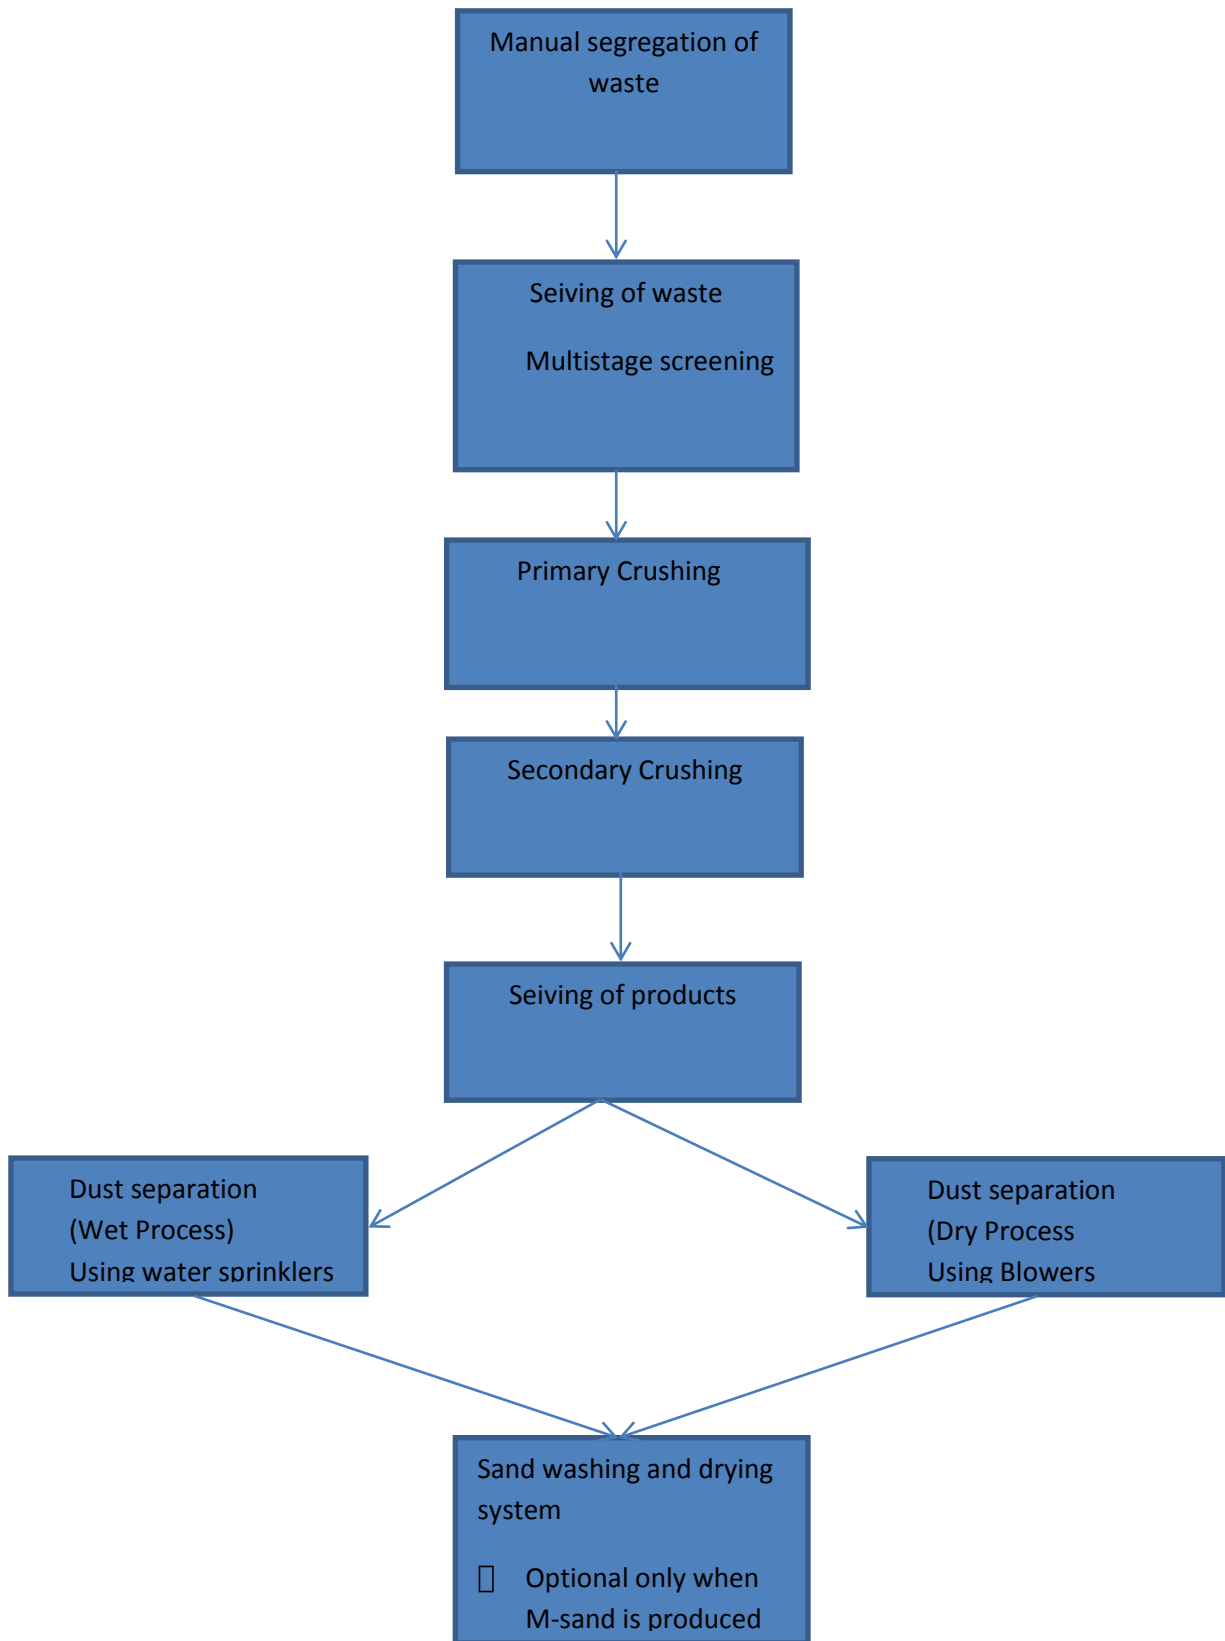 Manual segregation of
waste
Seiving of waste
Multistage screening
Primary Crushing
Secondary Crushing
Seiving of products
Dust separation
(Wet Process)
Using water sprinklers
Dust separation
(Dry Process
Using Blowers
Sand washing and drying
system
Optional only when
M-sand is produced